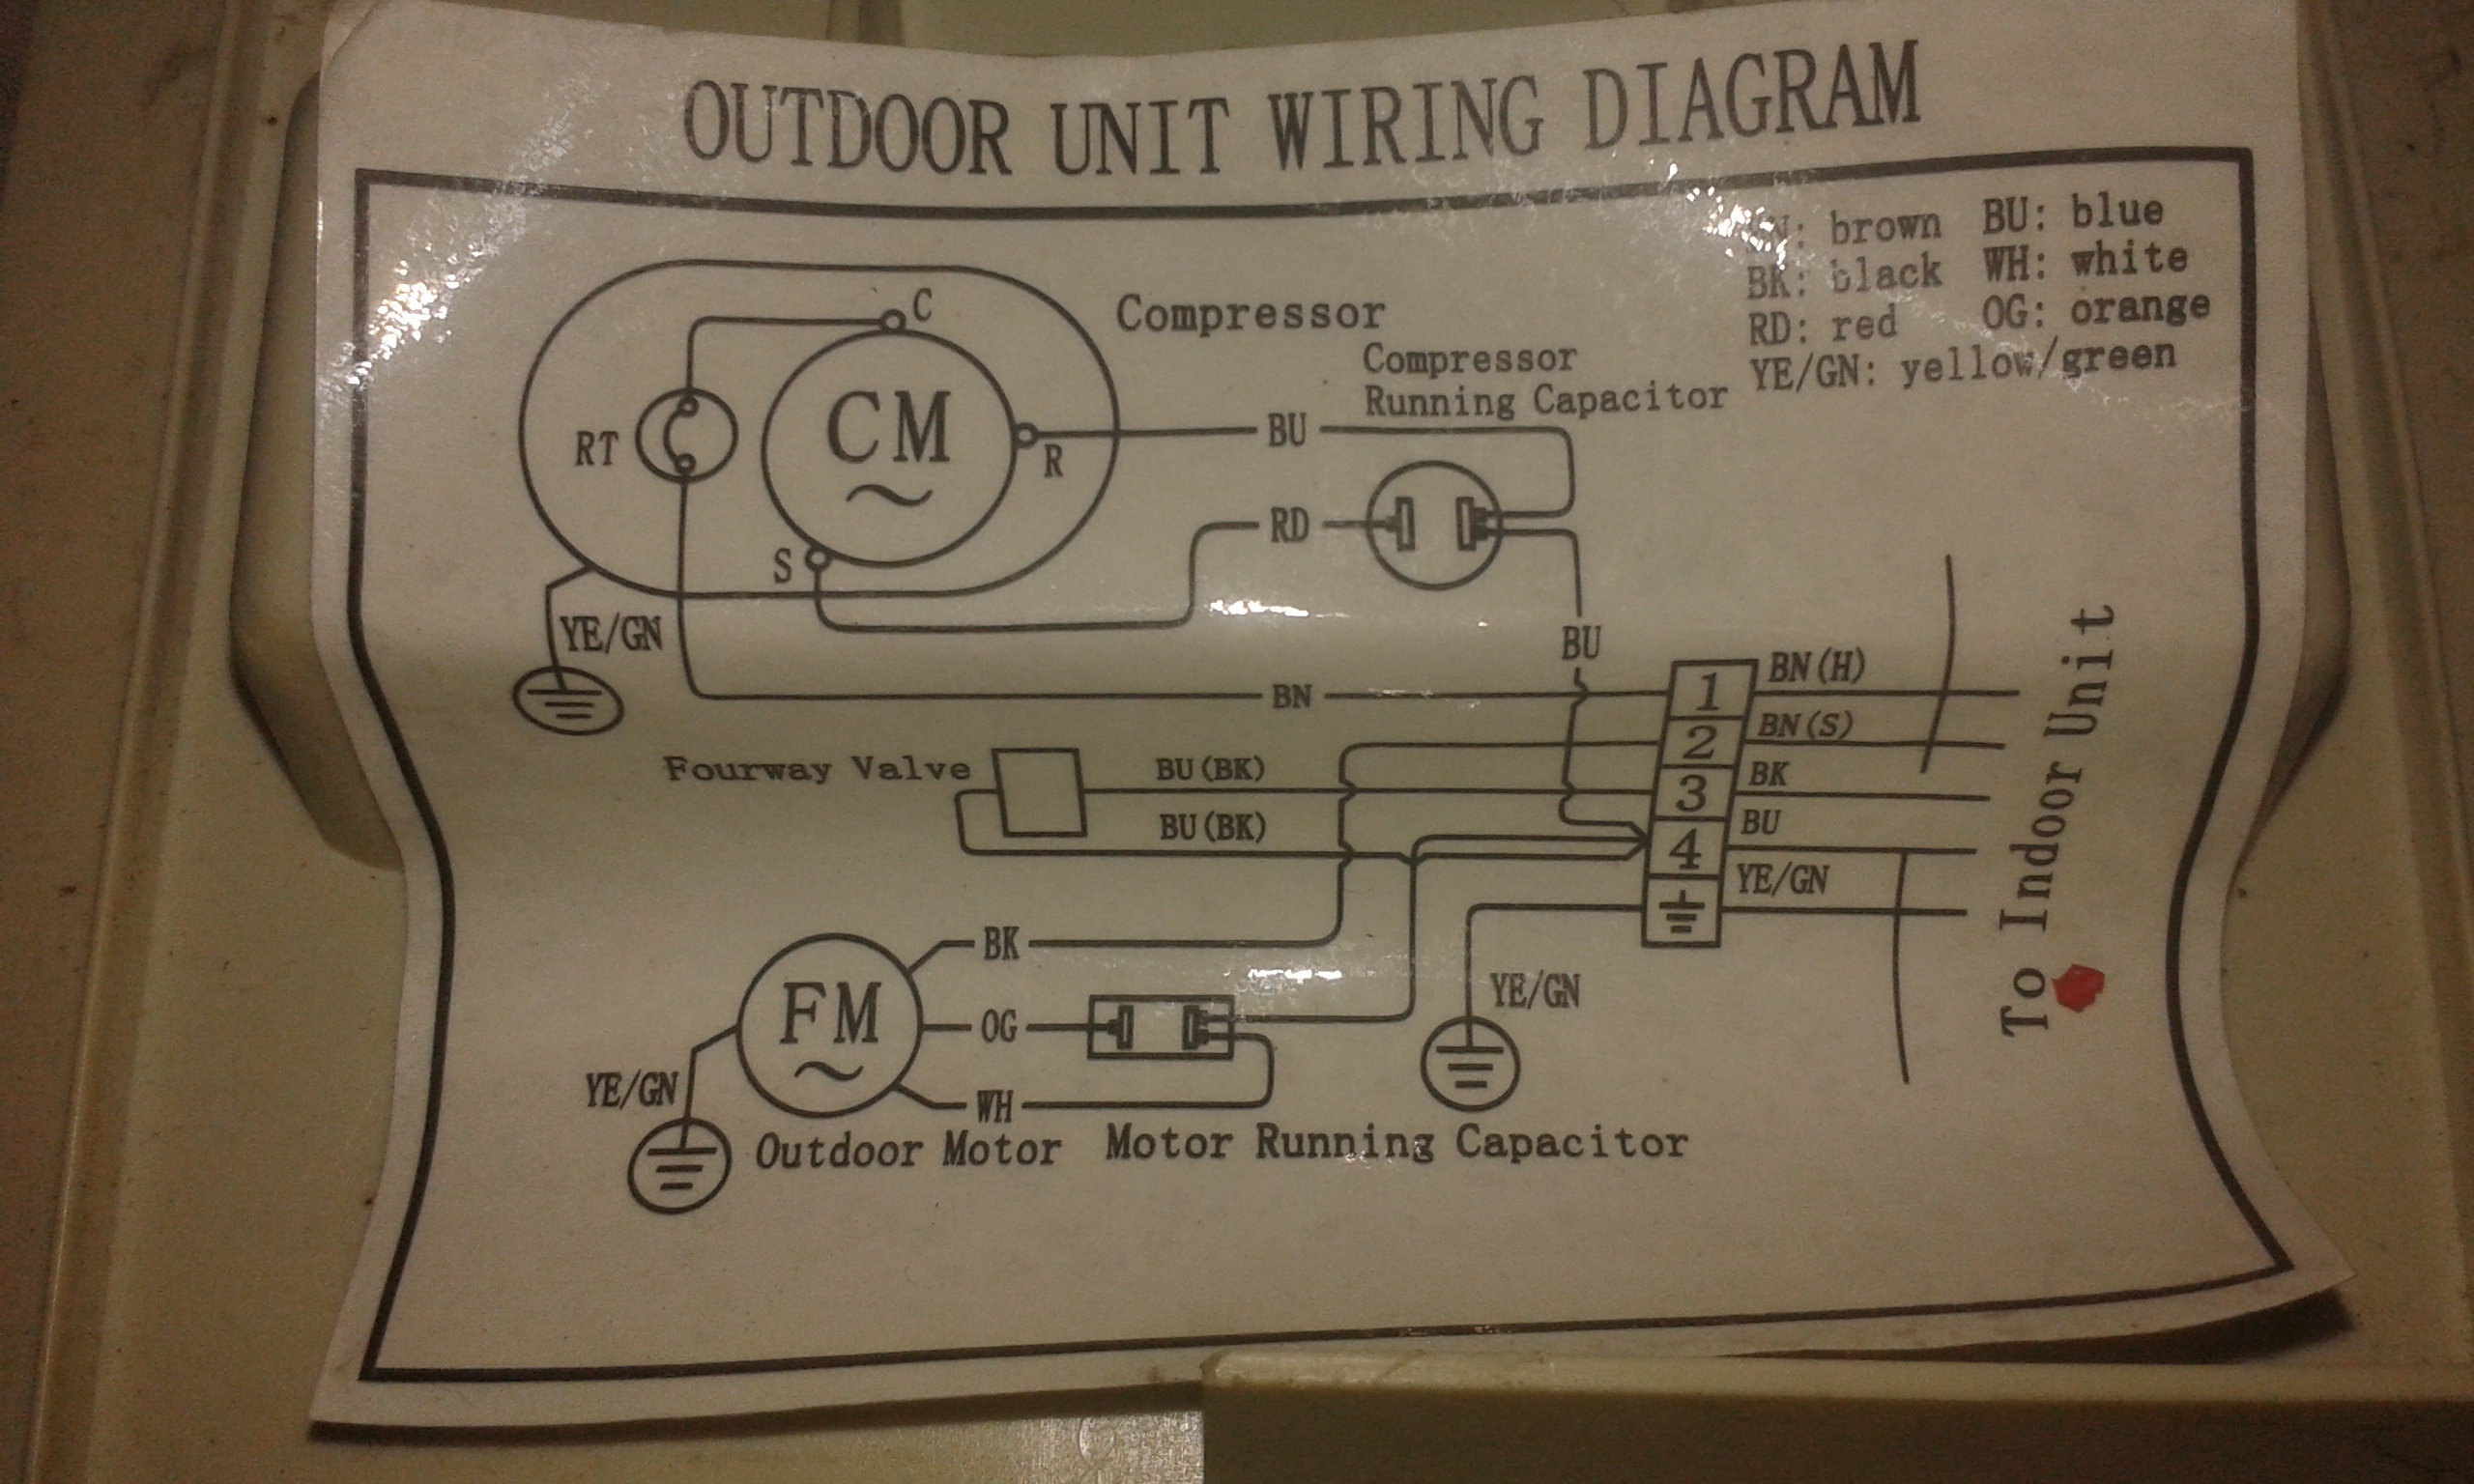 OUTDOOR UNIT WIRING DIAGRAM
BN: brown BU: blue
BK: black WH: white
RD: red OG: orange
YE/GN: yellow/green
Compressor
Compressor
Running Capacitor
C
RT
CM
R
S
BU
RD
YE/GN
BU
BN
1
BN(H)
2
BN(S)
3
BK
4
BU
YE/GN
Fourway Valve
BU(BK)
BU(BK)
To Indoor Unit
BK
FM
OG
WH
YE/GN
YE/GN
Outdoor Motor
Motor Running Capacitor